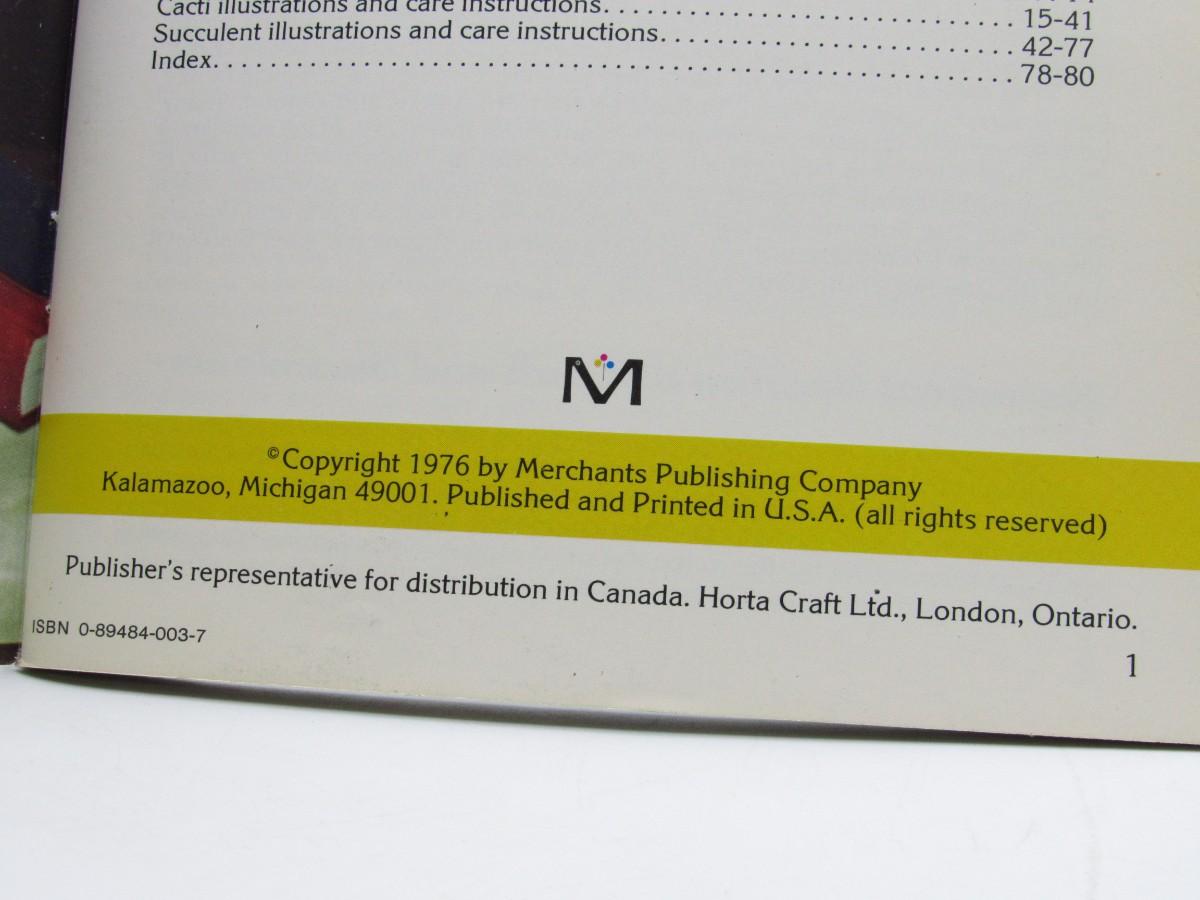 Cacti illustrations and care instructions. . . . . . . . . . . . . . . . . . . . . . . . . . . . . . 15-41
Succulent illustrations and care instructions. . . . . . . . . . . . . . . . . . . . . . . . . . 42-77
Index. . . . . . . . . . . . . . . . . . . . . . . . . . . . . . . . . . . . . . . . . . . . . . . . . . . . . . . . . . 78-80
M
©Copyright 1976 by Merchants Publishing Company
Kalamazoo, Michigan 49001. Published and Printed in U.S.A. (all rights reserved)
Publisher's representative for distribution in Canada. Horta Craft Ltd., London, Ontario.
ISBN 0-89484-003-7
1